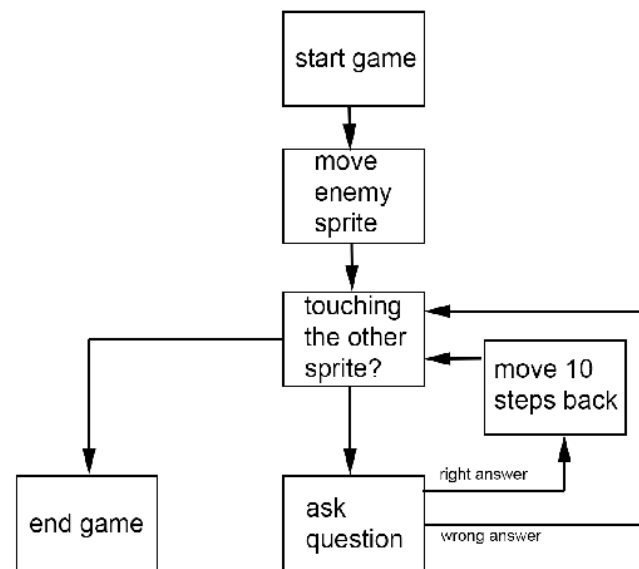 start game
move
enemy
sprite
touching
the other
sprite?
move 10
steps back
right answer
end game
ask
question
wrong answer